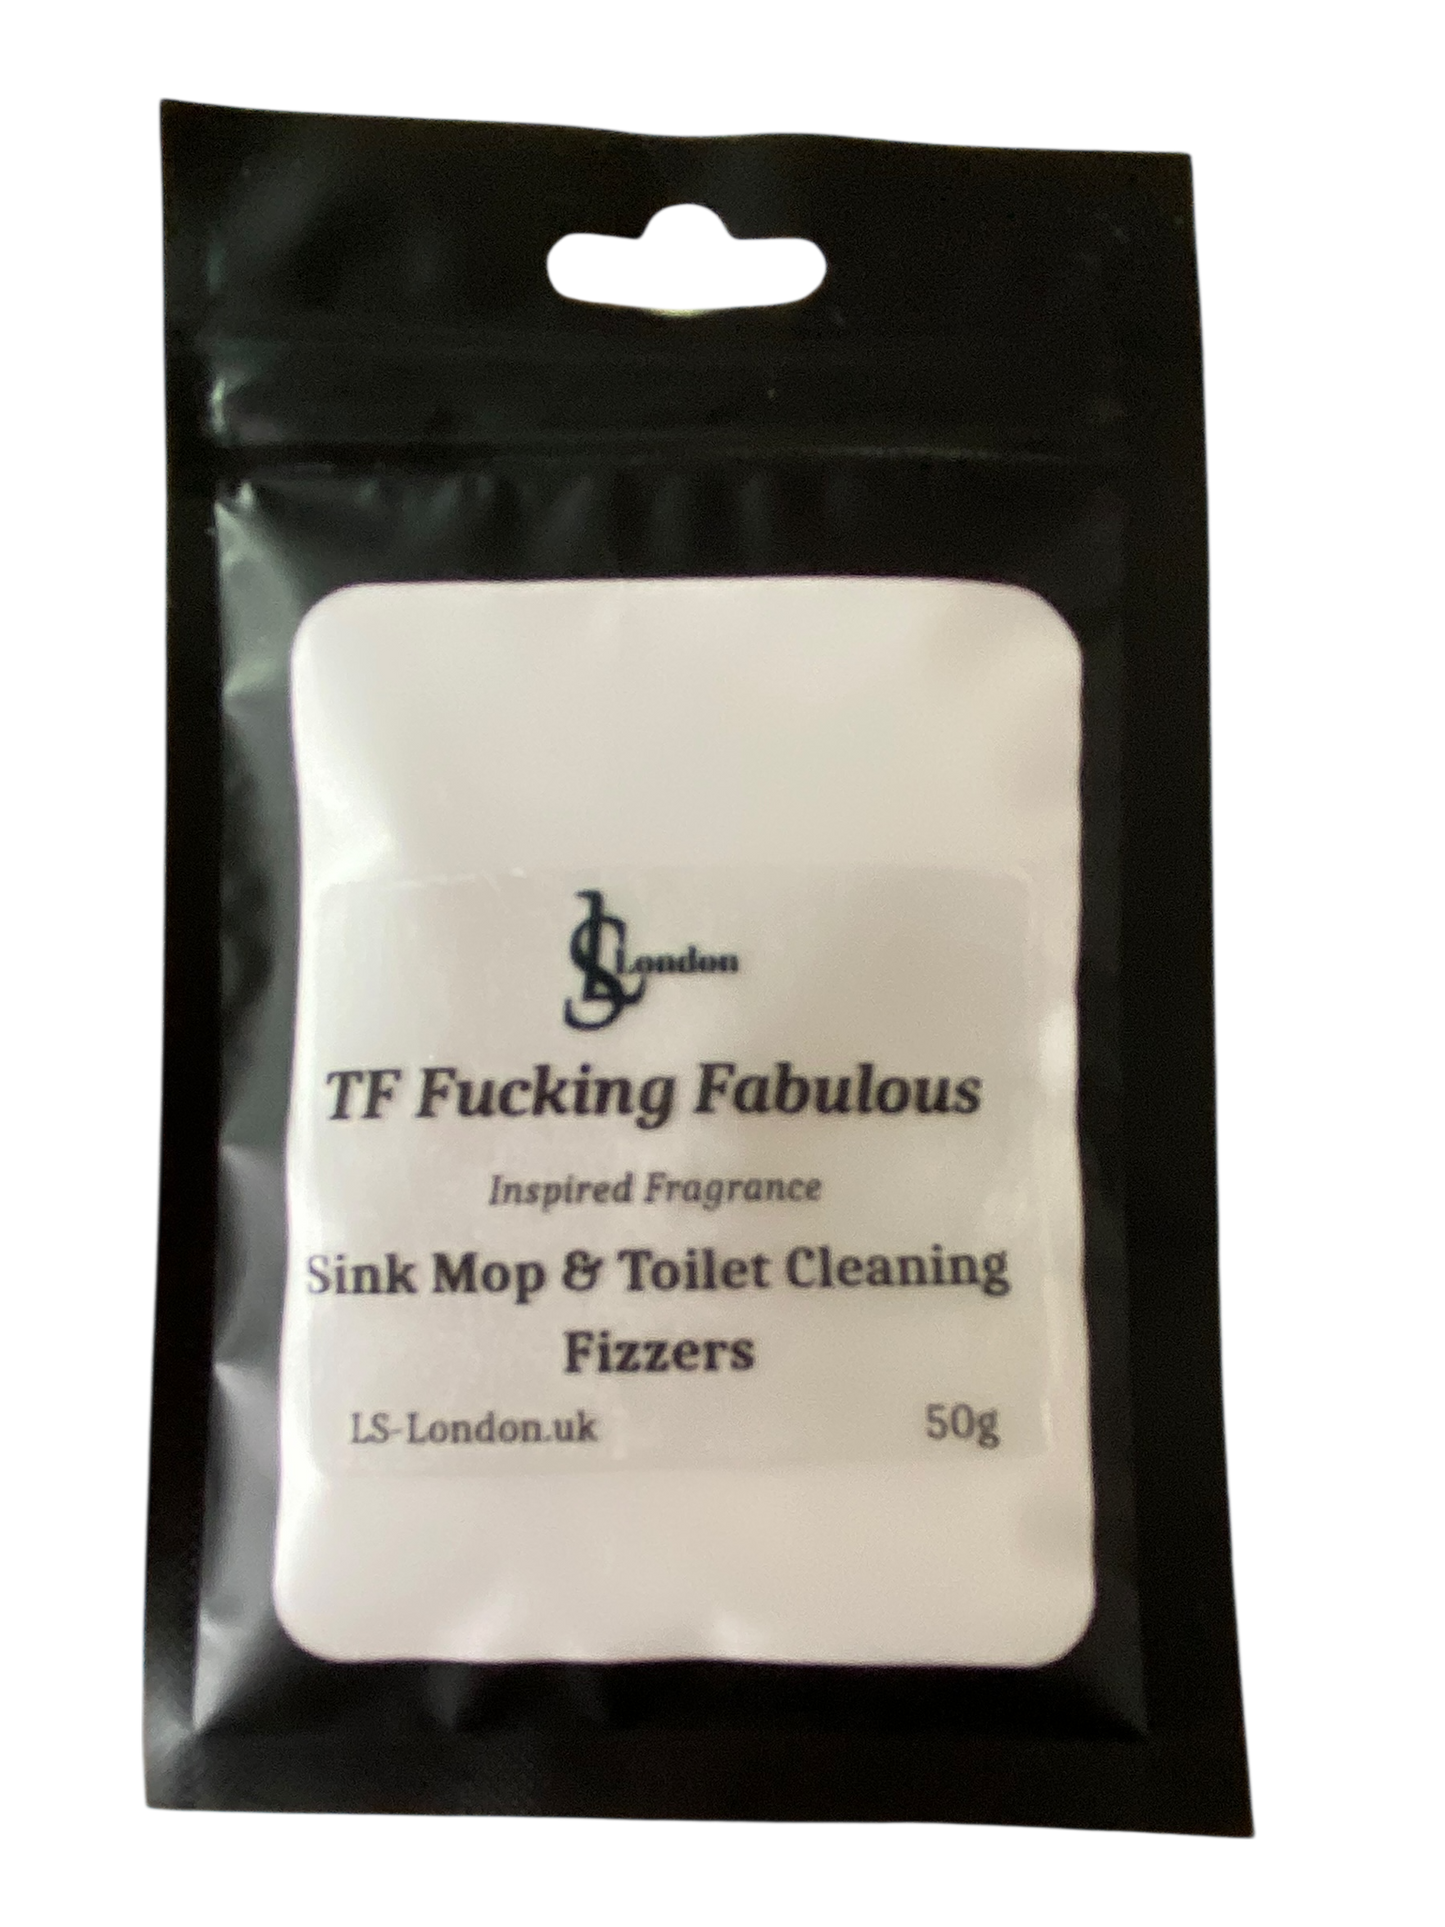 LS London
TF Fucking Fabulous
Inspired Fragrance
Sink Mop & Toilet Cleaning
Fizzers
LS-London.uk 50g